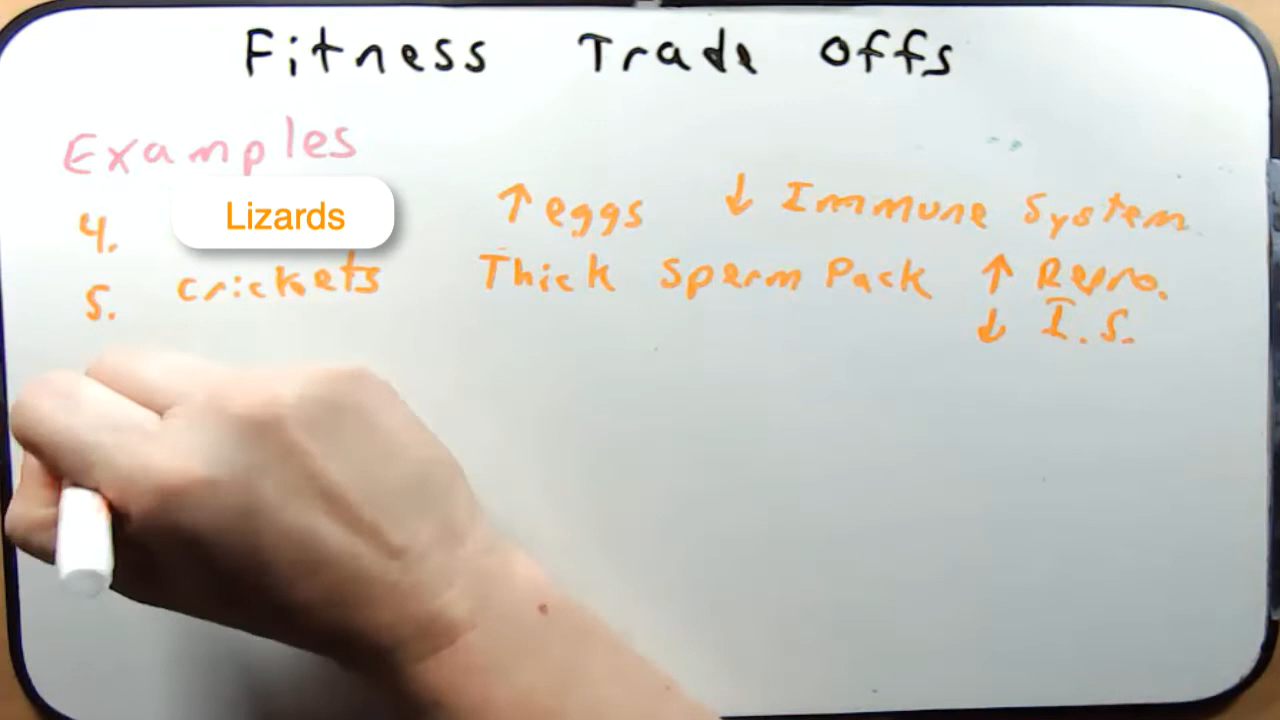 Fitness Trade Offs
Examples
4. Lizards ↑ eggs ↓ Immune System
5. crickets Thick Sperm Pack ↑ Repro.
↓ I.S.